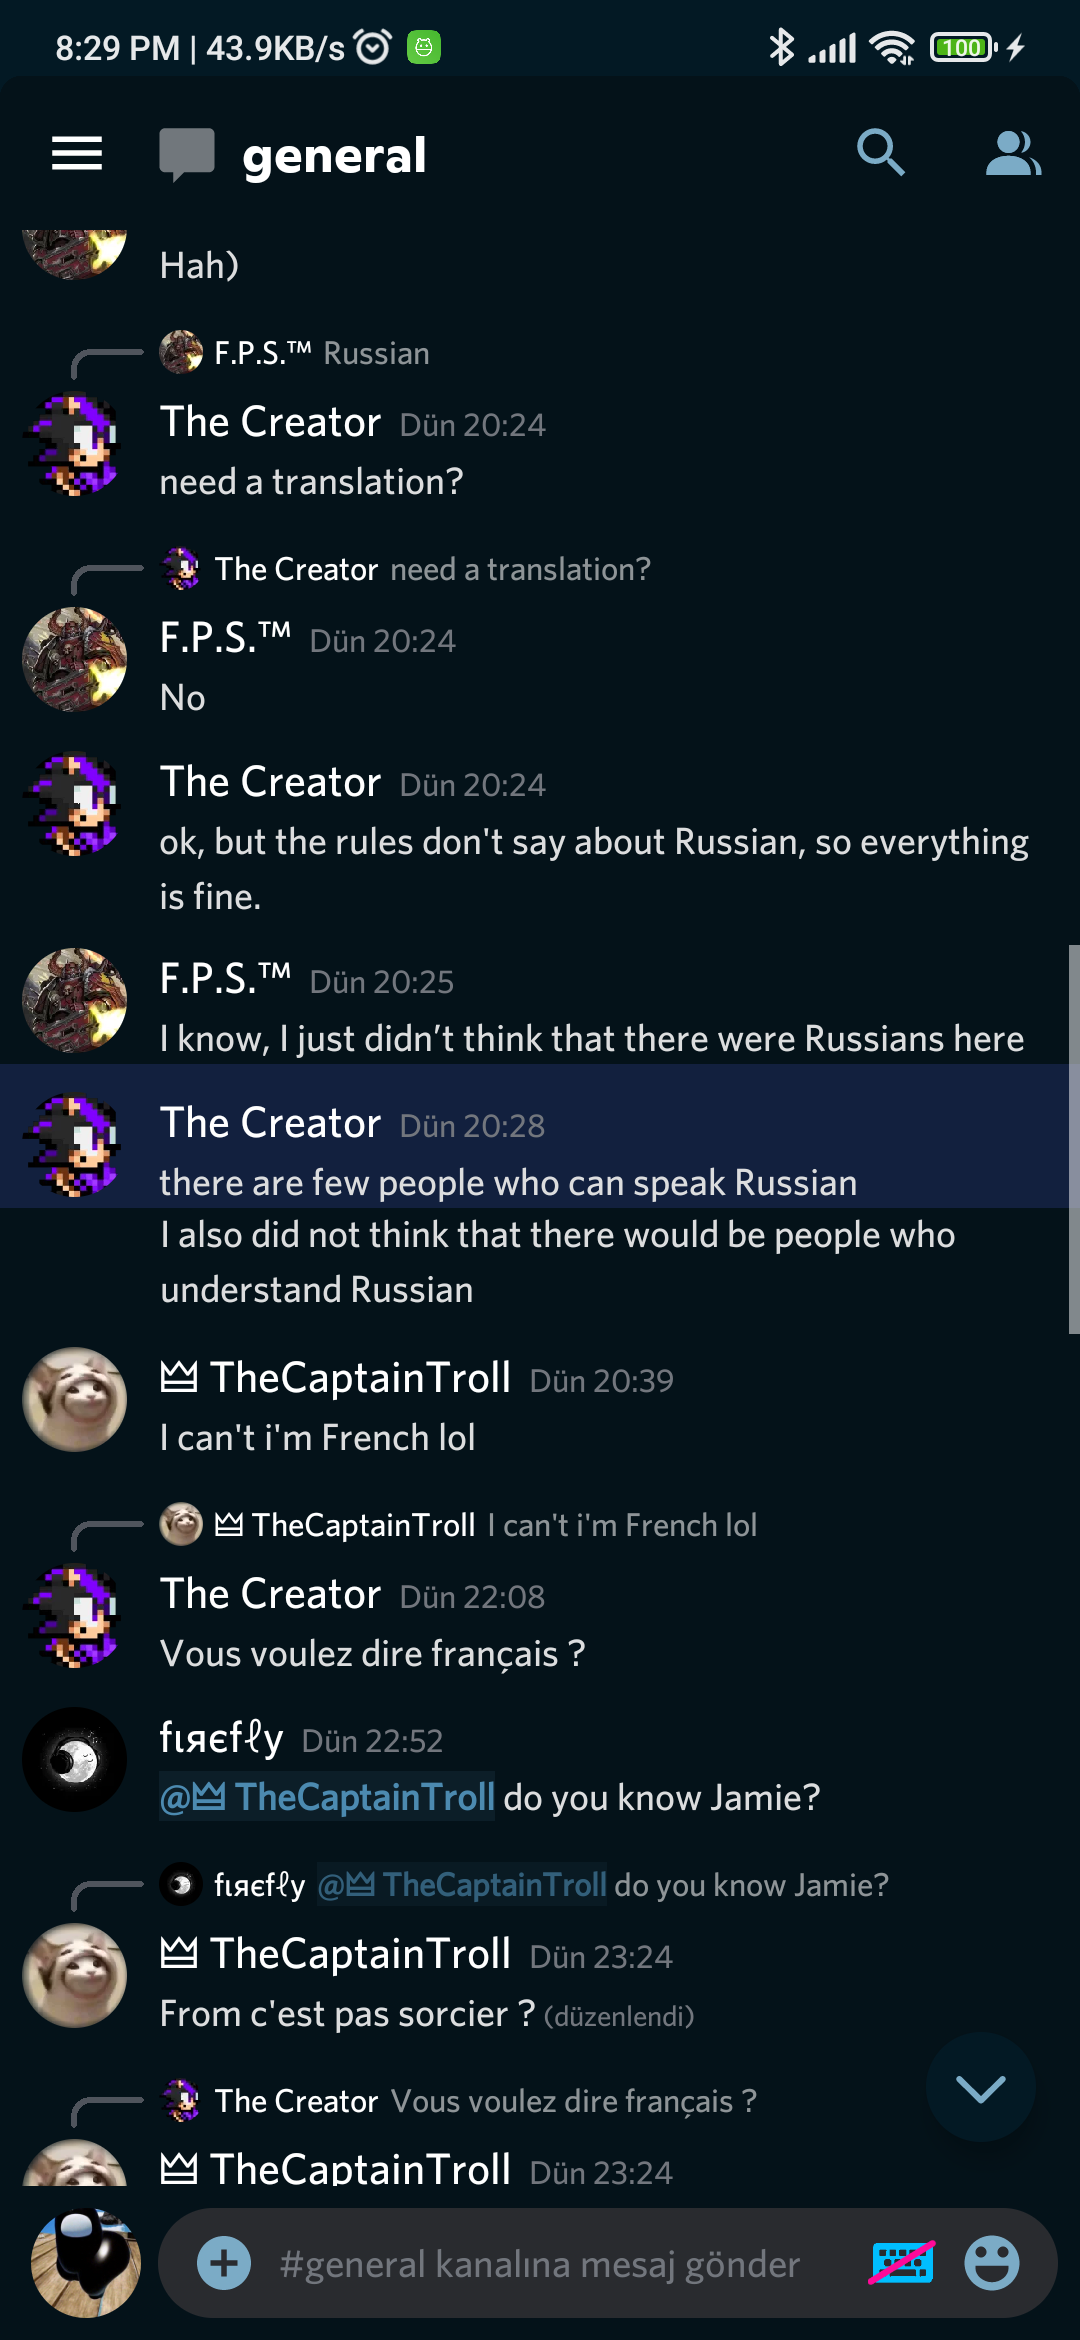 8:29 PM | 43.9KB/s 100
general
Hah)
F.P.S.™ Russian
The Creator Dün 20:24
need a translation?
The Creator need a translation?
F.P.S.™ Dün 20:24
No
The Creator Dün 20:24
ok, but the rules don't say about Russian, so everything
is fine.
F.P.S.™ Dün 20:25
I know, I just didn’t think that there were Russians here
The Creator Dün 20:28
there are few people who can speak Russian
I also did not think that there would be people who
understand Russian
TheCaptainTroll Dün 20:39
I can't i'm French lol
TheCaptainTroll I can't i'm French lol
The Creator Dün 22:08
Vous voulez dire français ?
fιяєfℓy Dün 22:52
@ TheCaptainTroll do you know Jamie?
fιяєfℓy @ TheCaptainTroll do you know Jamie?
TheCaptainTroll Dün 23:24
From c'est pas sorcier ? (düzenlendi)
The Creator Vous voulez dire français ?
TheCaptainTroll Dün 23:24
#general kanalına mesaj gönder